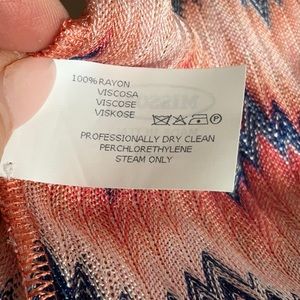 100%RAYON
VISCOSA
VISCOSE
VISKOSE
PROFESSIONALLY DRY CLEAN
PERCHLORETHYLENE
STEAM ONLY